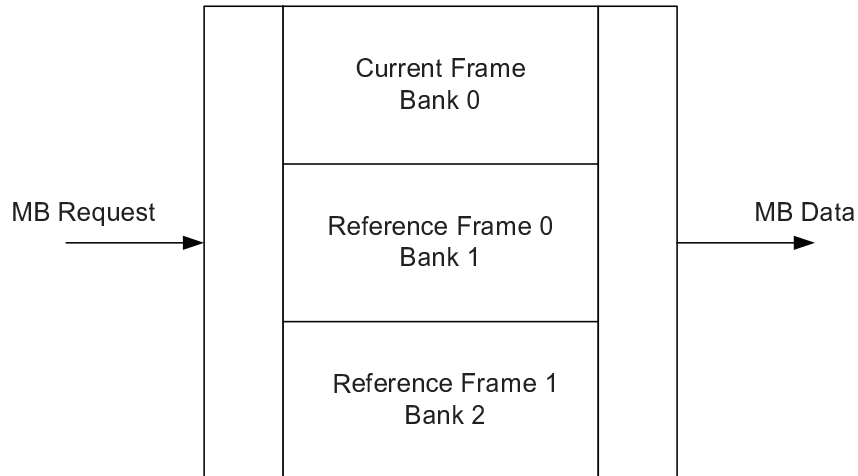 Current Frame
Bank 0
MB Request
MB Data
Reference Frame 0
Bank 1
Reference Frame 1
Bank 2